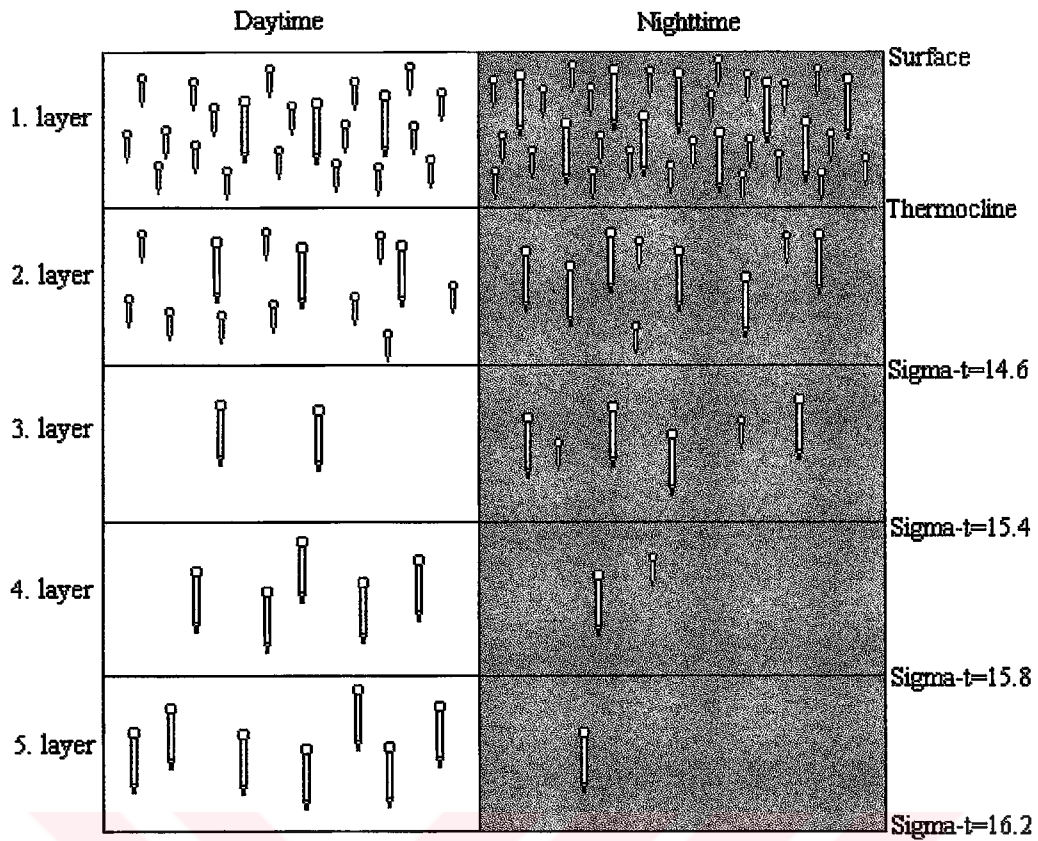 Daytime Nighttime
Surface
1. layer
Thermocline
2. layer
Sigma-t=14.6
3. layer
Sigma-t=15.4
4. layer
Sigma-t=15.8
5. layer
Sigma-t=16.2